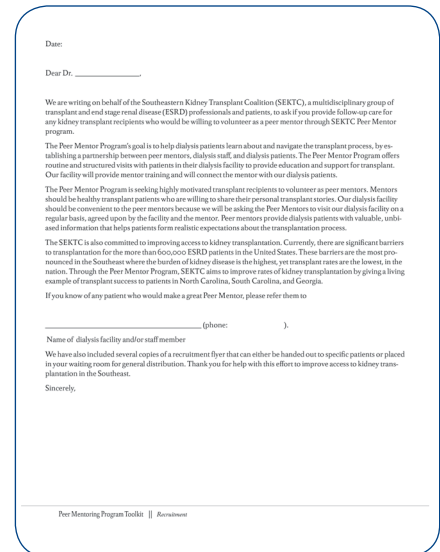 Date:
Dear Dr. ____________________,
We are writing on behalf of the Southeastern Kidney Transplant Coalition (SEKTC), a multidisciplinary group of
transplant and end stage renal disease (ESRD) professionals and patients, to ask if you provide follow-up care for
any kidney transplant recipients who would be willing to volunteer as a peer mentor through SEKTC Peer Mentor
program.
The Peer Mentor Program's goal is to help dialysis patients learn about and navigate the transplant process, by es-
tablishing a partnership between peer mentors, dialysis staff, and dialysis patients. The Peer Mentor Program offers
routine and structured visits with patients in their dialysis facility to provide education and support for transplant.
Our facility will provide mentor training and will connect the mentor with our dialysis patients.
The Peer Mentor Program is seeking highly motivated transplant recipients to volunteer as peer mentors. Mentors
should be healthy transplant patients who are willing to share their personal transplant stories. Our dialysis facility
should be convenient to the peer mentors because we will be asking the Peer Mentors to visit our dialysis facility on a
regular basis, agreed upon by the facility and the mentor. Peer mentors provide dialysis patients with valuable, unbi-
ased information that helps patients form realistic expectations about the transplantation process.
The SEKTC is also committed to improving access to kidney transplantation. Currently, there are significant barriers
to transplantation for the more than 600,000 ESRD patients in the United States. These barriers are the most pro-
nounced in the Southeast where the burden of kidney disease is the highest, yet transplant rates are the lowest, in the
nation. Through the Peer Mentor Program, SEKTC aims to improve rates of kidney transplantation by giving a living
example of transplant success to patients in North Carolina, South Carolina, and Georgia.
If you know of any patient who would make a great Peer Mentor, please refer them to
________________________________________ (phone: ).
Name of dialysis facility and/or staff member
We have also included several copies of a recruitment flyer that can either be handed out to specific patients or placed
in your waiting room for general distribution. Thank you for help with this effort to improve access to kidney trans-
plantation in the Southeast.
Sincerely,
Peer Mentoring Program Toolkit || Recruitment